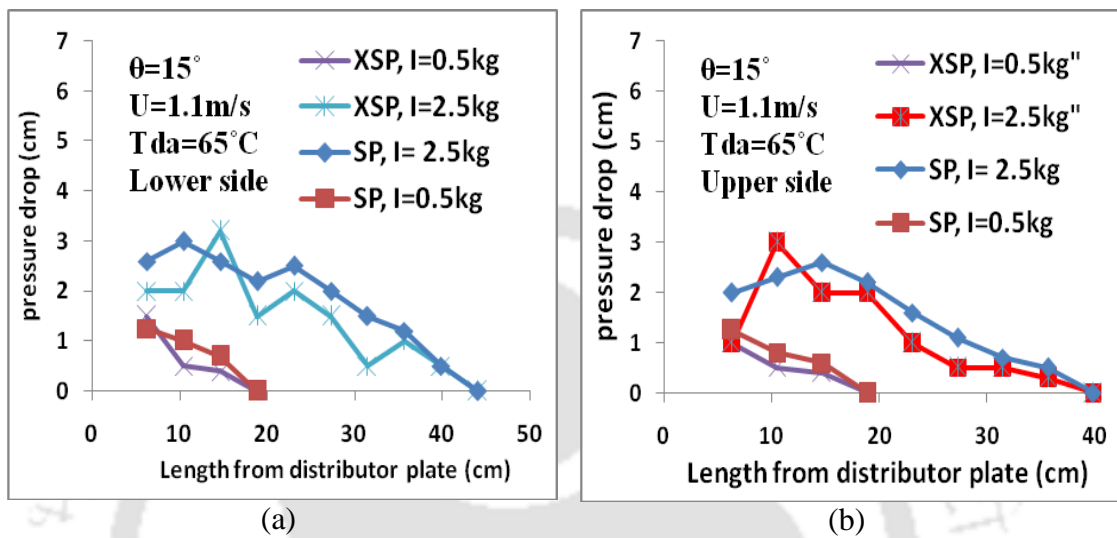 7
6
5
4
3
2
1
0
pressure drop (cm)
θ=15°
U=1.1m/s
Tda=65°C
Lower side
XSP, I=0.5kg
XSP, I=2.5kg
SP, I= 2.5kg
SP, I=0.5kg
0 10 20 30 40 50
Length from distributor plate (cm)
(a)
7
6
5
4
3
2
1
0
pressure drop (cm)
θ=15°
U=1.1m/s
Tda=65°C
Upper side
XSP, I=0.5kg"
XSP, I=2.5kg"
SP, I= 2.5kg
SP, I=0.5kg
0 10 20 30 40
Length from distributor plate (cm)
(b)